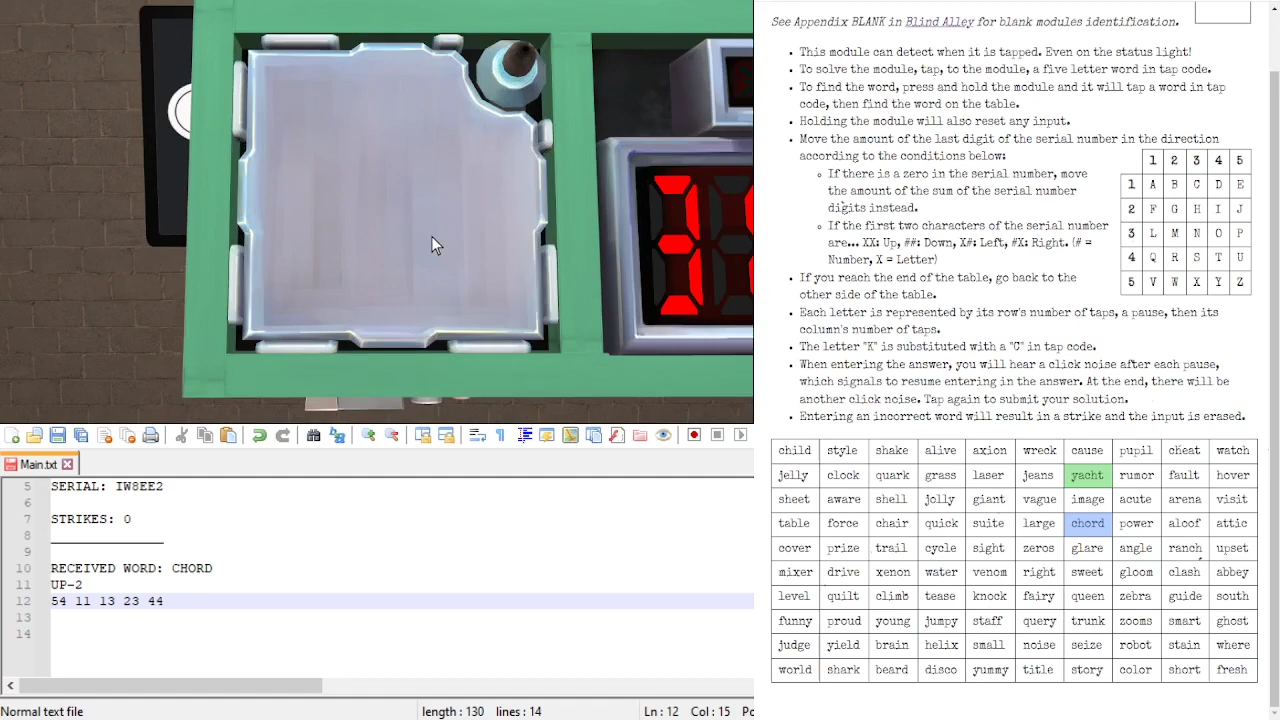 See Appendix BLANK in Blind Alley for blank modules identification.
• This module can detect when it is tapped. Even on the status light!
• To solve the module, tap, to the module, a five letter word in tap code.
• To find the word, press and hold the module and it will tap a word in tap
code, then find the word on the table.
• Holding the module will also reset any input.
• Move the amount of the last digit of the serial number in the direction
according to the conditions below:
◦ If there is a zero in the serial number, move
the amount of the sum of the serial number
digits instead.
◦ If the first two characters of the serial number
are... XX: Up, ##: Down, X#: Left, #X: Right. (# =
Number, X = Letter)
• If you reach the end of the table, go back to the
other side of the table.
• Each letter is represented by its row's number of taps, a pause, then its
column's number of taps.
• The letter "K" is substituted with a "C" in tap code.
• When entering the answer, you will hear a click noise after each pause,
which signals to resume entering in the answer. At the end, there will be
another click noise. Tap again to submit your solution.
• Entering an incorrect word will result in a strike and the input is erased.
1 2 3 4 5
1 A B C D E
2 F G H I J
3 L M N O P
4 Q R S T U
5 V W X Y Z
child style shake alive axion wreck cause pupil cheat watch
jelly clock quark grass laser jeans yacht rumor fault hover
sheet aware shell jolly giant vague image acute arena visit
table force chair quick suite large chord power aloof attic
cover prize trail cycle sight zeros glare angle ranch upset
mixer drive xenon water venom right sweet gloom clash abbey
level quilt climb tease knock fairy queen zebra guide south
funny proud young jumpy staff query trunk zooms smart ghost
judge yield brain helix small noise seize robot stain where
world shark beard disco yummy title story color short fresh
Main.txt
5 SERIAL: IW8EE2
6
7 STRIKES: 0
8
9
10 RECEIVED WORD: CHORD
11 UP-2
12 54 11 13 23 44
13
14
Normal text file length : 130 lines : 14 Ln : 12 Col : 15